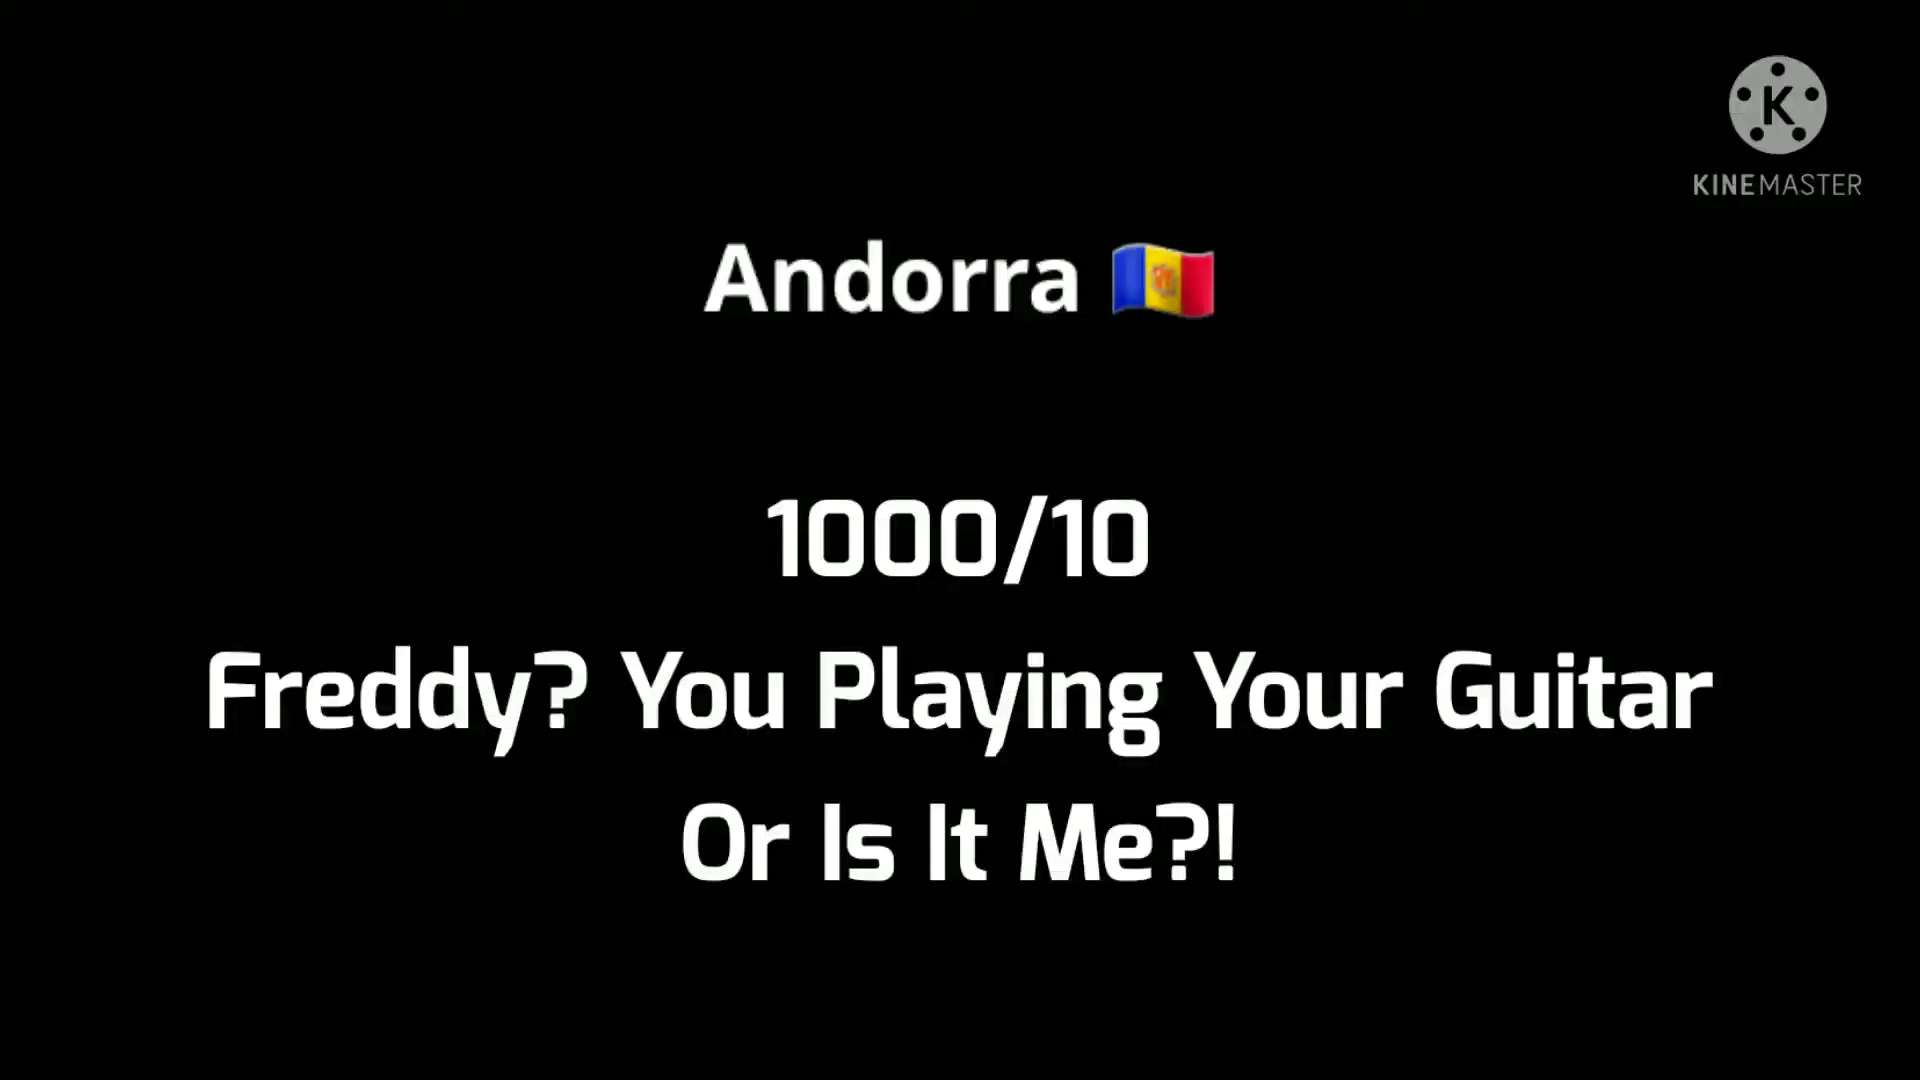 K
KINEMASTER
Andorra 🇦🇩
1000/10
Freddy? You Playing Your Guitar
Or Is It Me?!